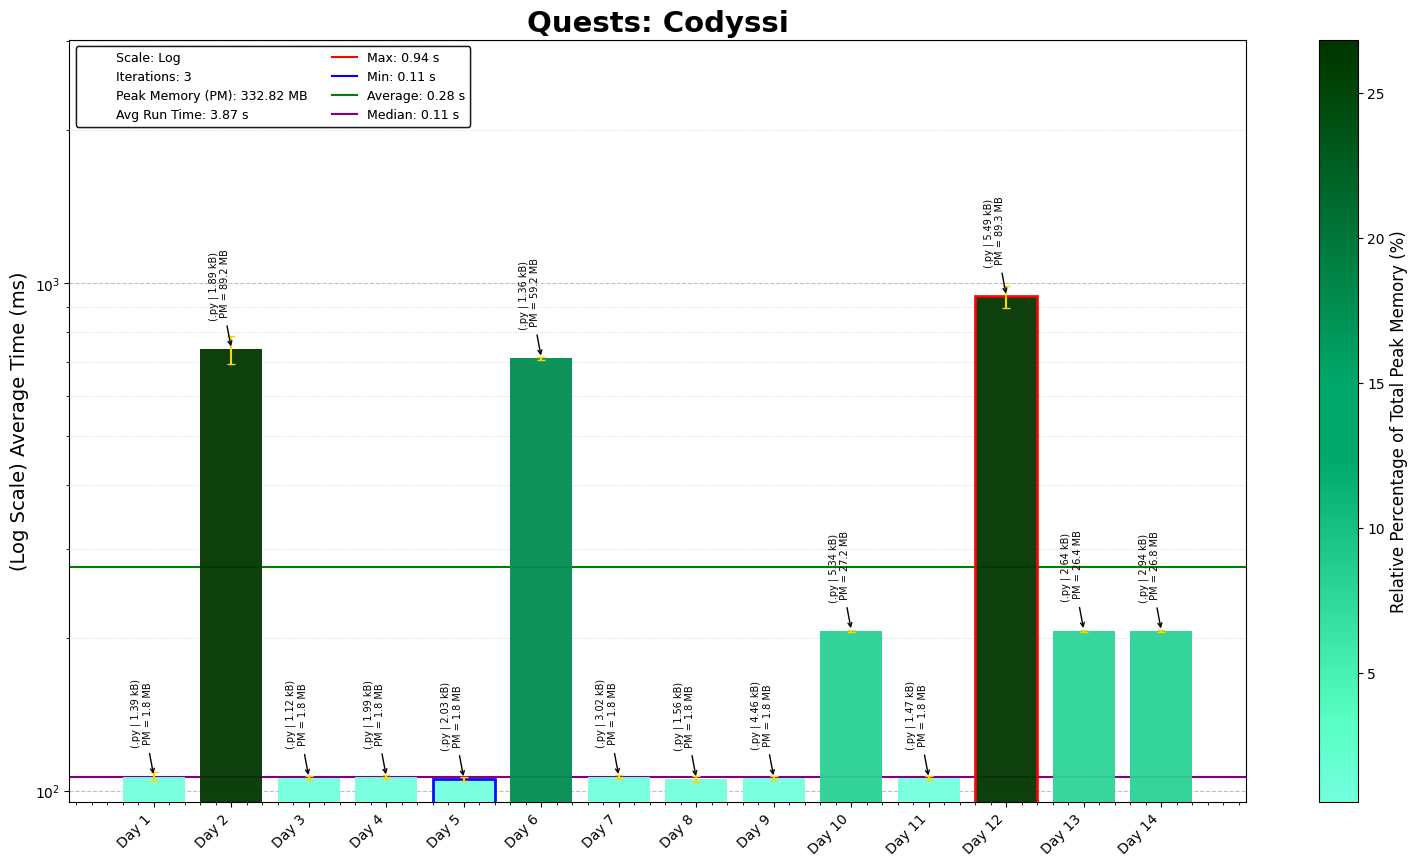 Quests: Codyssi
Scale: Log
Iterations: 3
Peak Memory (PM): 332.82 MB
Avg Run Time: 3.87 s
Max: 0.94 s
Min: 0.11 s
Average: 0.28 s
Median: 0.11 s
(Log Scale) Average Time (ms)
10³
10²
(.py | 1.39 kB)
PM = 1.8 MB
(.py | 1.89 kB)
PM = 89.2 MB
(.py | 1.12 kB)
PM = 1.8 MB
(.py | 1.99 kB)
PM = 1.8 MB
(.py | 2.03 kB)
PM = 1.8 MB
(.py | 1.36 kB)
PM = 59.2 MB
(.py | 3.02 kB)
PM = 1.8 MB
(.py | 1.56 kB)
PM = 1.8 MB
(.py | 4.46 kB)
PM = 1.8 MB
(.py | 5.34 kB)
PM = 27.2 MB
(.py | 1.47 kB)
PM = 1.8 MB
(.py | 5.49 kB)
PM = 89.3 MB
(.py | 2.64 kB)
PM = 26.4 MB
(.py | 2.94 kB)
PM = 26.8 MB
Day 1
Day 2
Day 3
Day 4
Day 5
Day 6
Day 7
Day 8
Day 9
Day 10
Day 11
Day 12
Day 13
Day 14
25
20
15
10
5
Relative Percentage of Total Peak Memory (%)